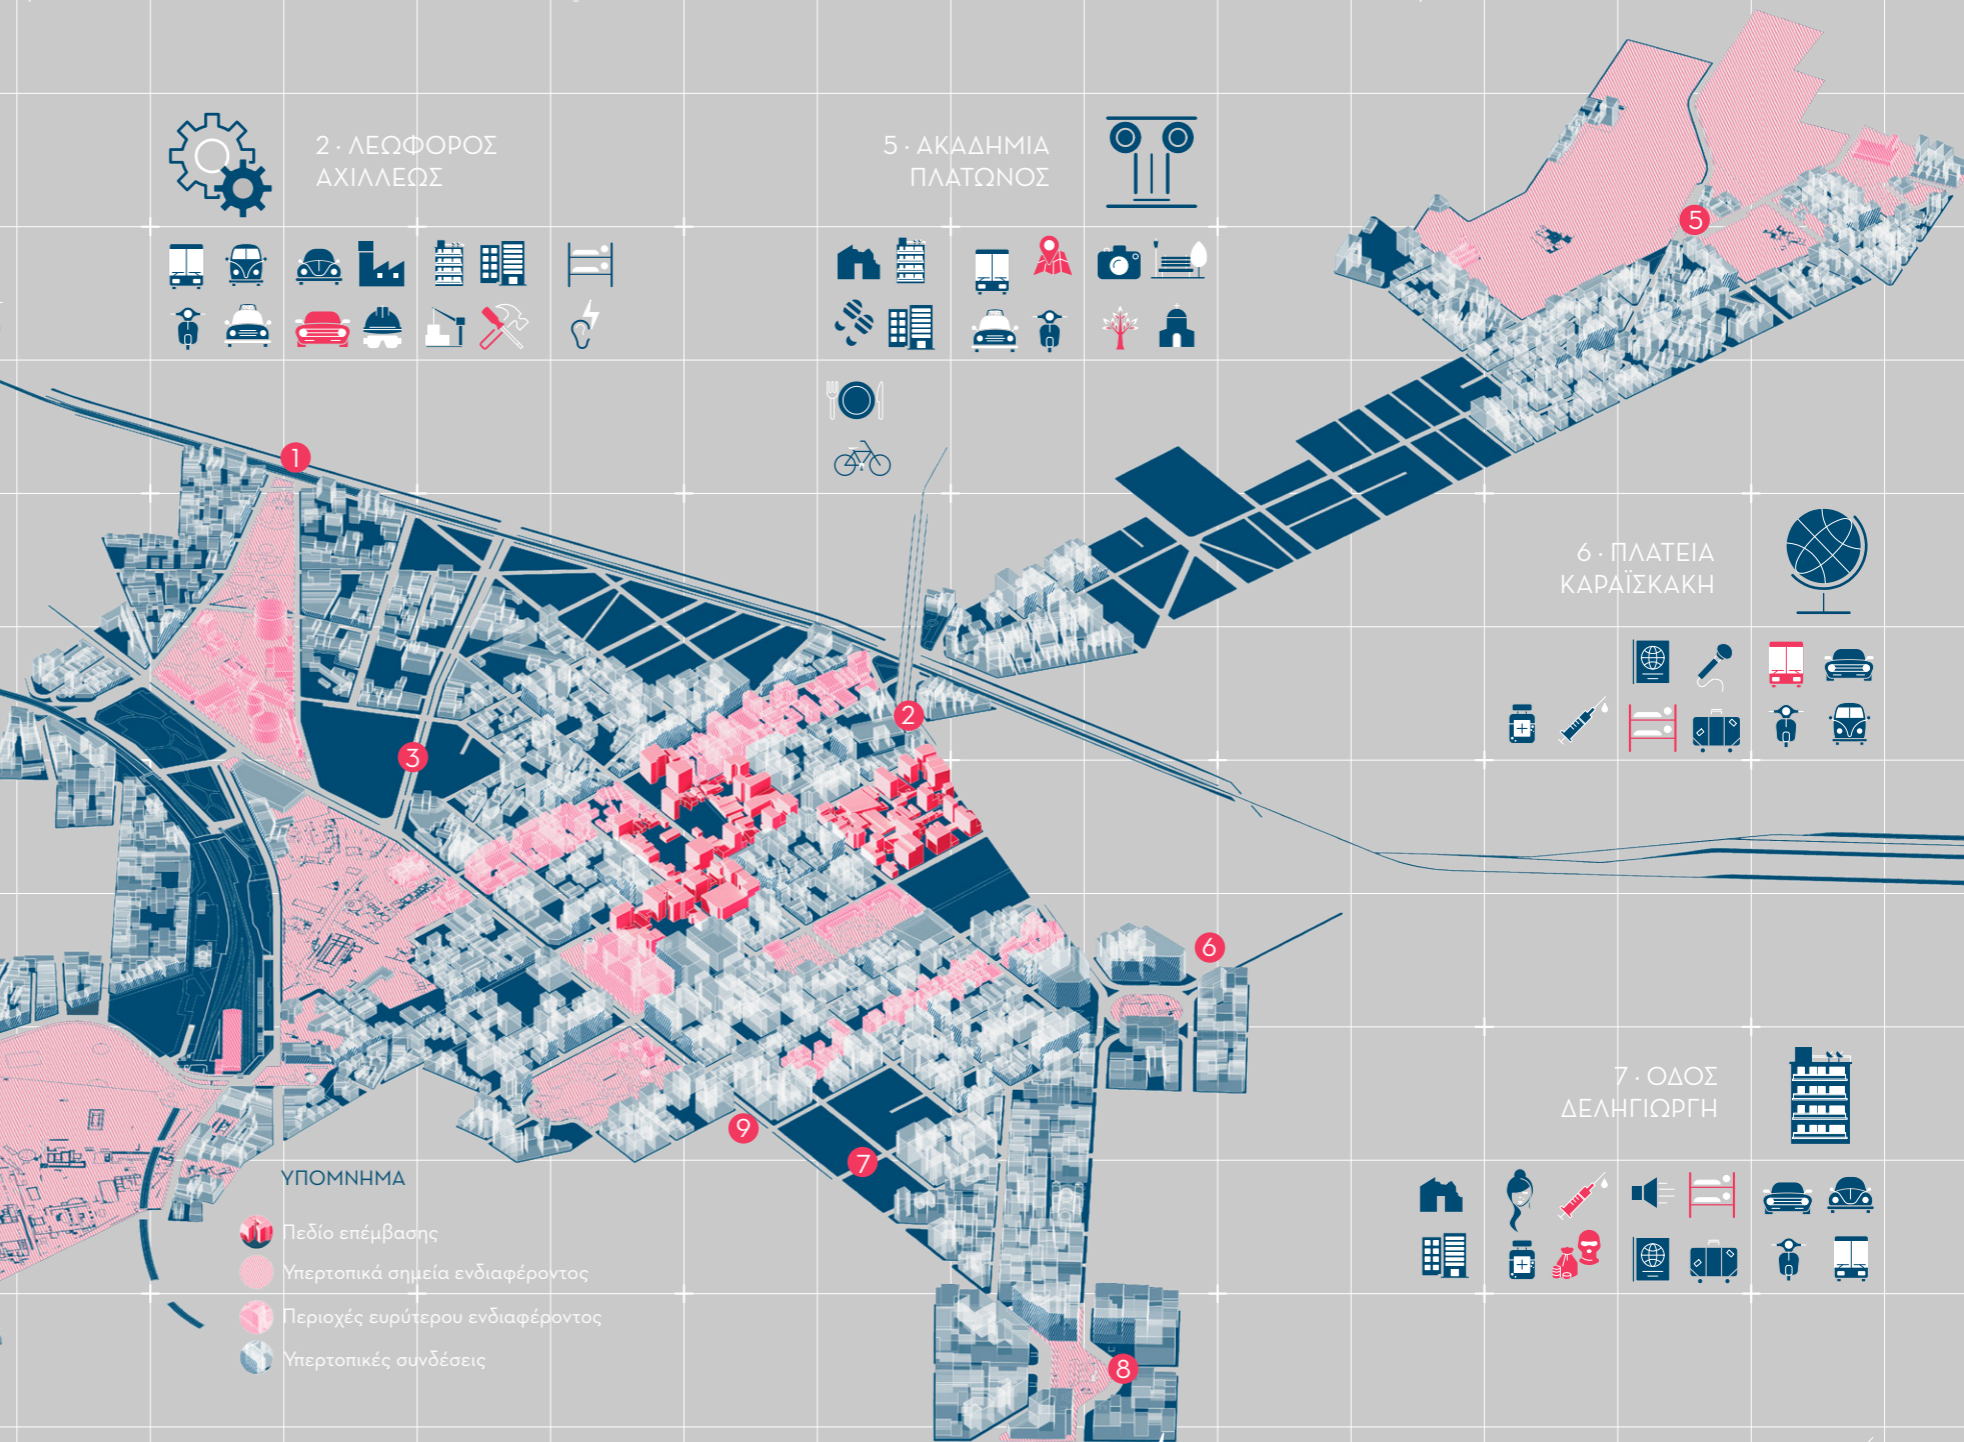 2 · ΛΕΩΦΟΡΟΣ
ΑΧΙΛΛΕΩΣ
5 · ΑΚΑΔΗΜΙΑ
ΠΛΑΤΩΝΟΣ
5
1
6 · ΠΛΑΤΕΙΑ
ΚΑΡΑΪΣΚΑΚΗ
2
3
6
7 · ΟΔΟΣ
ΔΕΛΗΓΙΩΡΓΗ
9
7
ΥΠΟΜΝΗΜΑ
Πεδίο επέμβασης
Υπερτοπικά σημεία ενδιαφέροντος
Περιοχές ευρύτερου ενδιαφέροντος
Υπερτοπικές συνδέσεις
8